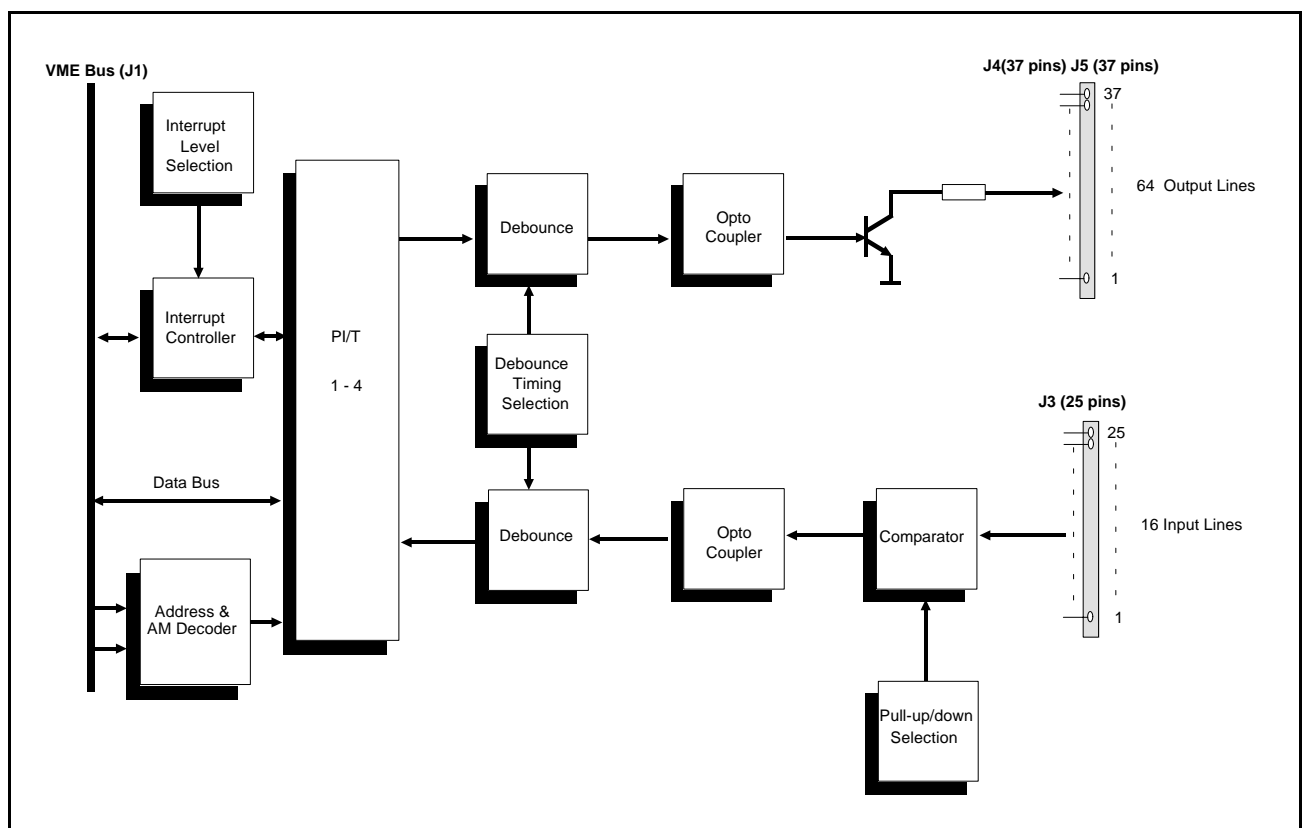 VME Bus (J1)
Interrupt
Level
Selection
Interrupt
Controller
Data Bus
Address &
AM Decoder
PI/T
1 - 4
Debounce
Debounce
Timing
Selection
Debounce
Opto
Coupler
Opto
Coupler
Comparator
Pull-up/down
Selection
J4(37 pins) J5 (37 pins)
37
64 Output Lines
1
J3 (25 pins)
25
16 Input Lines
1